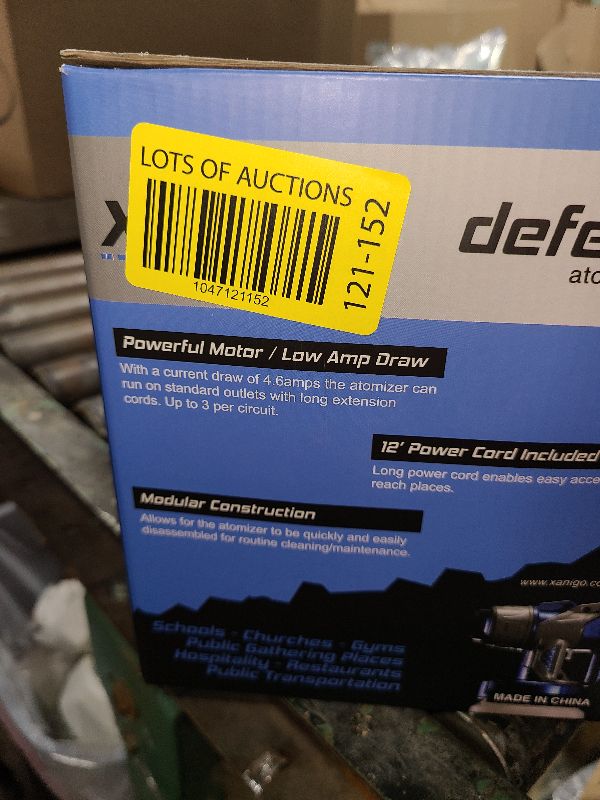 LOTS OF AUCTIONS
1047121152
121-152
defe
ato
Powerful Motor / Low Amp Draw
With a current draw of 4.6amps the atomizer can
run on standard outlets with long extension
cords. Up to 3 per circuit.
12' Power Cord Included
Long power cord enables easy acce
reach places.
Modular Construction
Allows for the atomizer to be quickly and easily
disassembled for routine cleaning/maintenance.
www.xanigo.co
Schools - Churches - Gyms
Public Gathering Places
Hospitality - Restaurants
Public Transportation
MADE IN CHINA